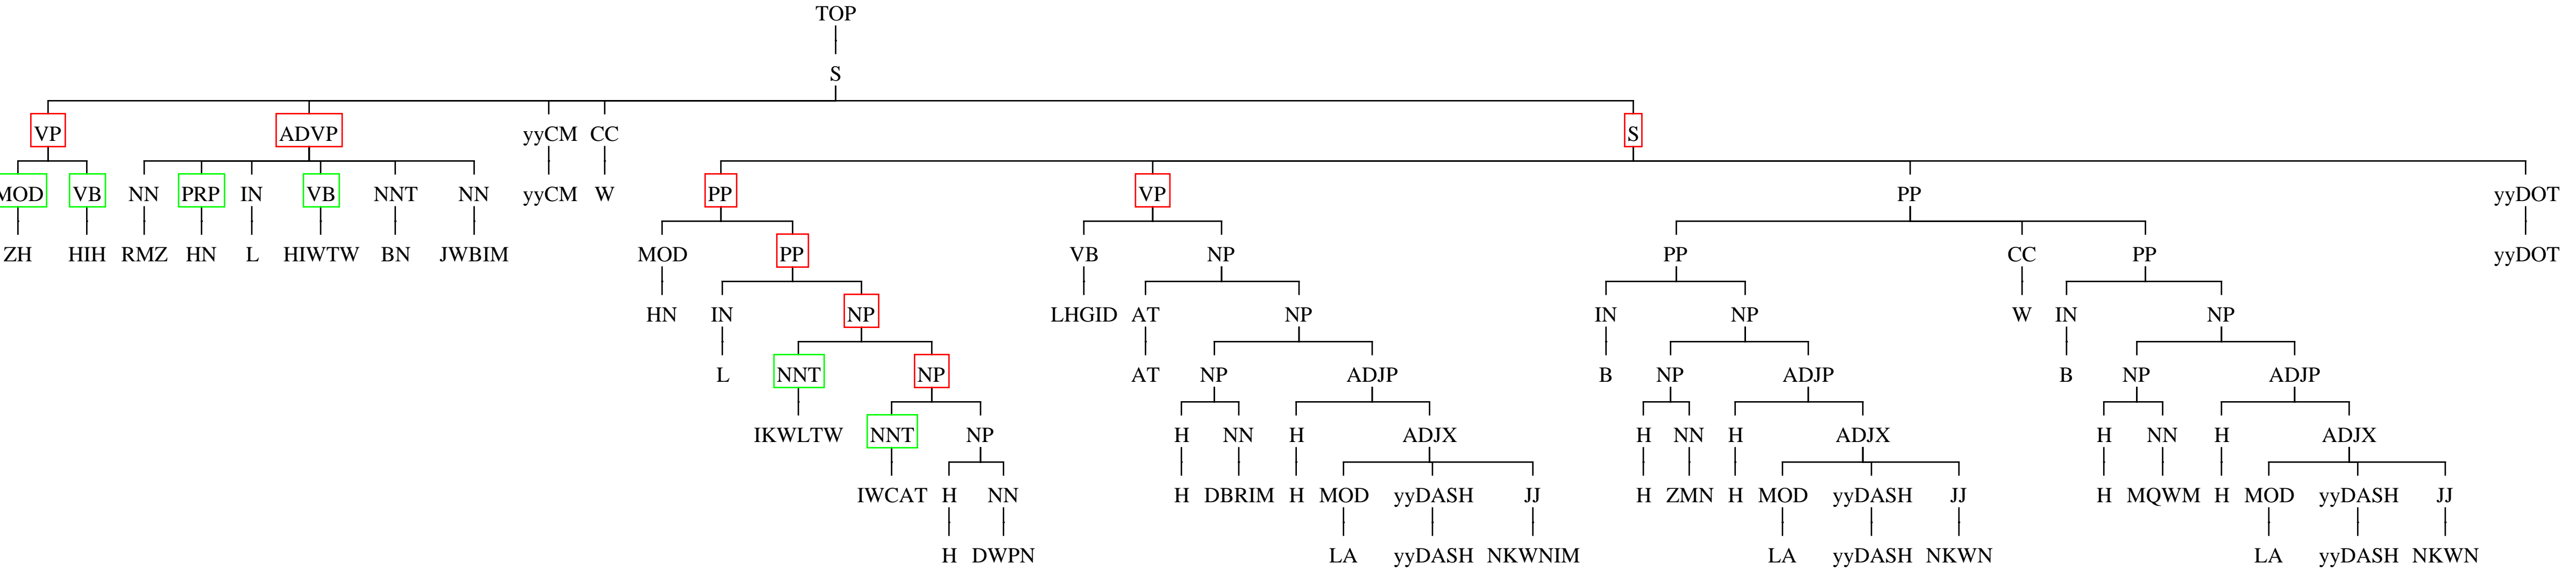 TOP
S
VP ADVP yyCM CC S
MOD VB NN PRP IN VB NNT NN yyCM W PP VP PP yyDOT
ZH HIH RMZ HN L HIWTW BN JWBIM MOD PP VB NP PP CC PP yyDOT
HN IN NP LHGID AT NP IN NP W IN NP
L NNT NP AT NP ADJP B NP ADJP B NP ADJP
IKWLTW NNT NP H NN H ADJX H NN H ADJX H NN H ADJX
IWCAT H NN H DBRIM H MOD yyDASH JJ H ZMN H MOD yyDASH JJ H MQWM H MOD yyDASH JJ
H DWPN LA yyDASH NKWNIM LA yyDASH NKWN LA yyDASH NKWN